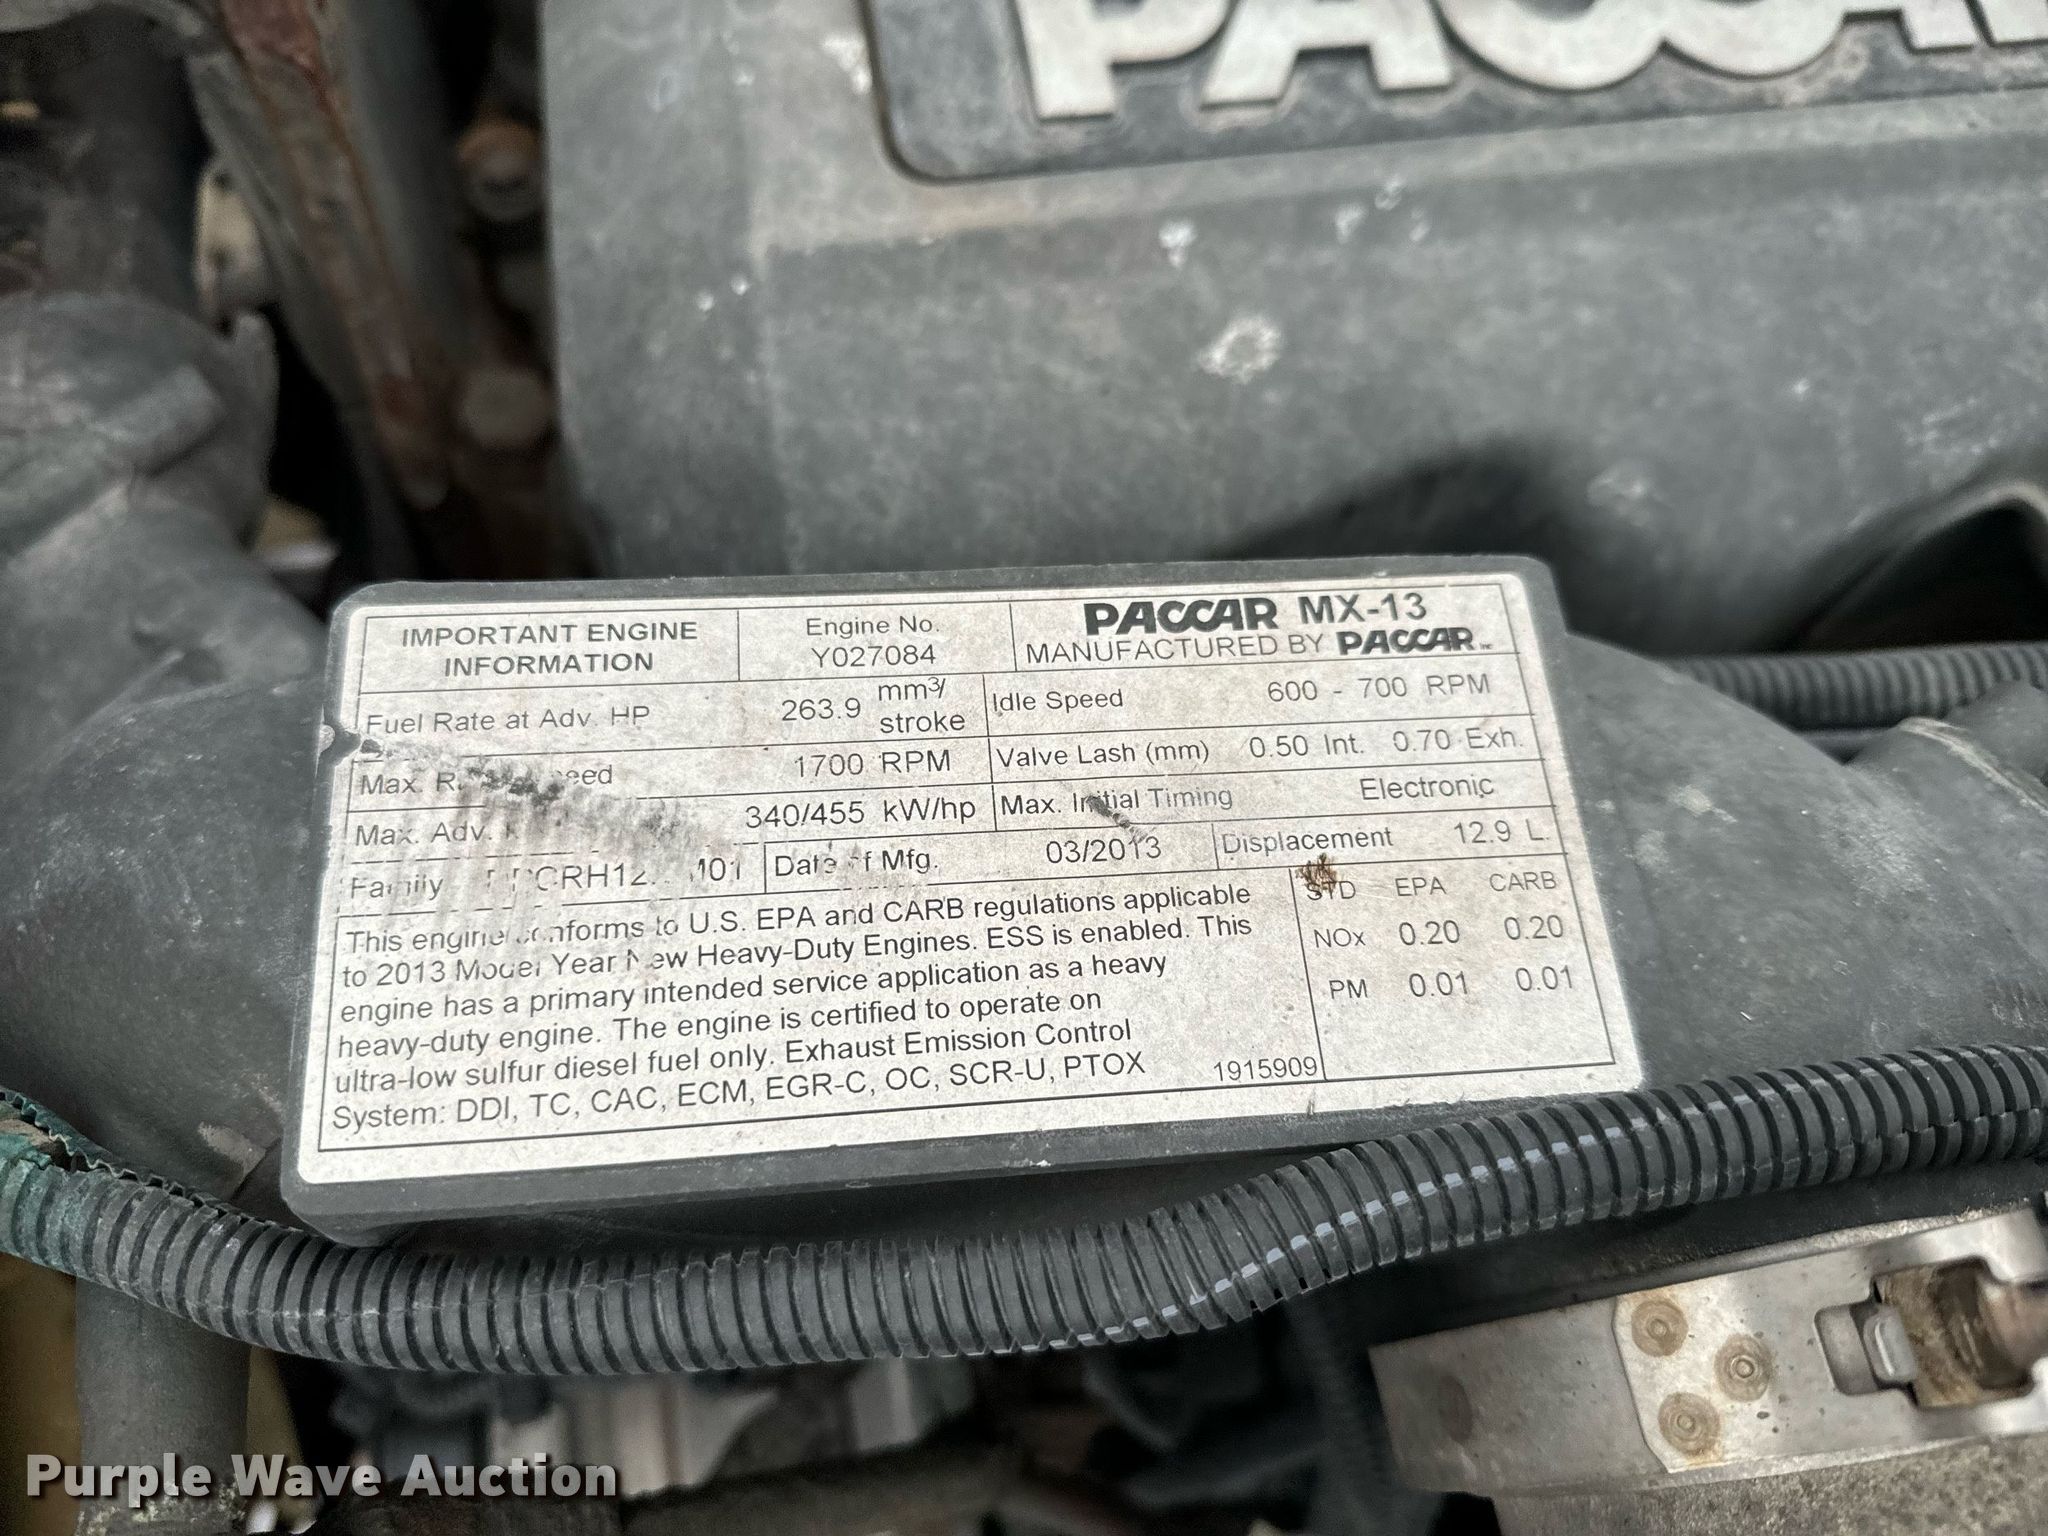 PACCAR
IMPORTANT ENGINE
INFORMATION
Engine No.
Y027084
PACCAR MX-13
MANUFACTURED BY PACCAR INC
Fuel Rate at Adv. HP 263.9 mm³/
stroke
Idle Speed 600 - 700 RPM
Max. 1700 RPM
Valve Lash (mm) 0.50 Int. 0.70 Exh.
Max. Adv. 340/455 kW/hp
Max. Initial Timing Electronic
Family
Date of Mfg. 03/2013
Displacement 12.9 L
This engine conforms to U.S. EPA and CARB regulations applicable
to 2013 Model Year New Heavy-Duty Engines. ESS is enabled. This
engine has a primary intended service application as a heavy
heavy-duty engine. The engine is certified to operate on
ultra-low sulfur diesel fuel only. Exhaust Emission Control
System: DDI, TC, CAC, ECM, EGR-C, OC, SCR-U, PTOX
1915909
STD EPA CARB
NOx 0.20 0.20
PM 0.01 0.01
Purple Wave Auction